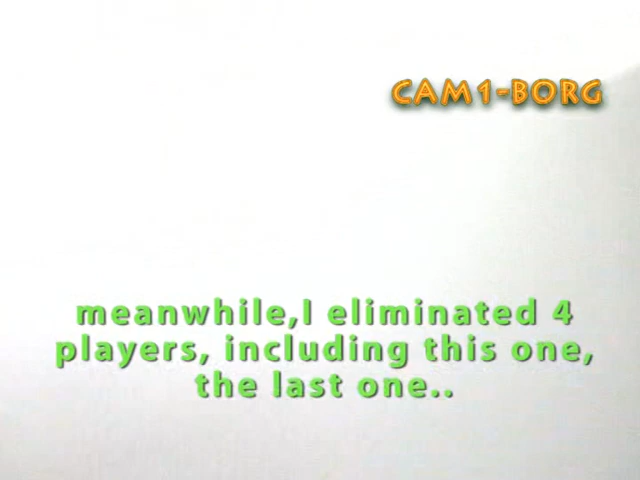 CAM1-BORG
meanwhile,I eliminated 4
players, including this one,
the last one..